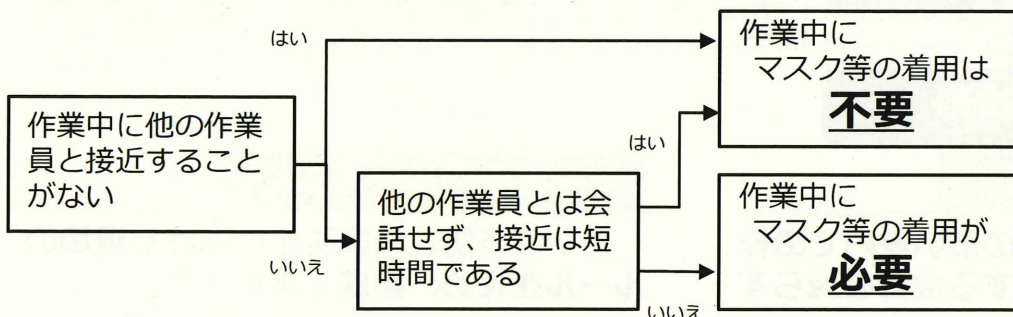 作業中に他の作業
員と接近すること
がない
はい
いいえ
他の作業員とは会
話せず、接近は短
時間である
はい
いいえ
作業中に
マスク等の着用は
不要
作業中に
マスク等の着用が
必要